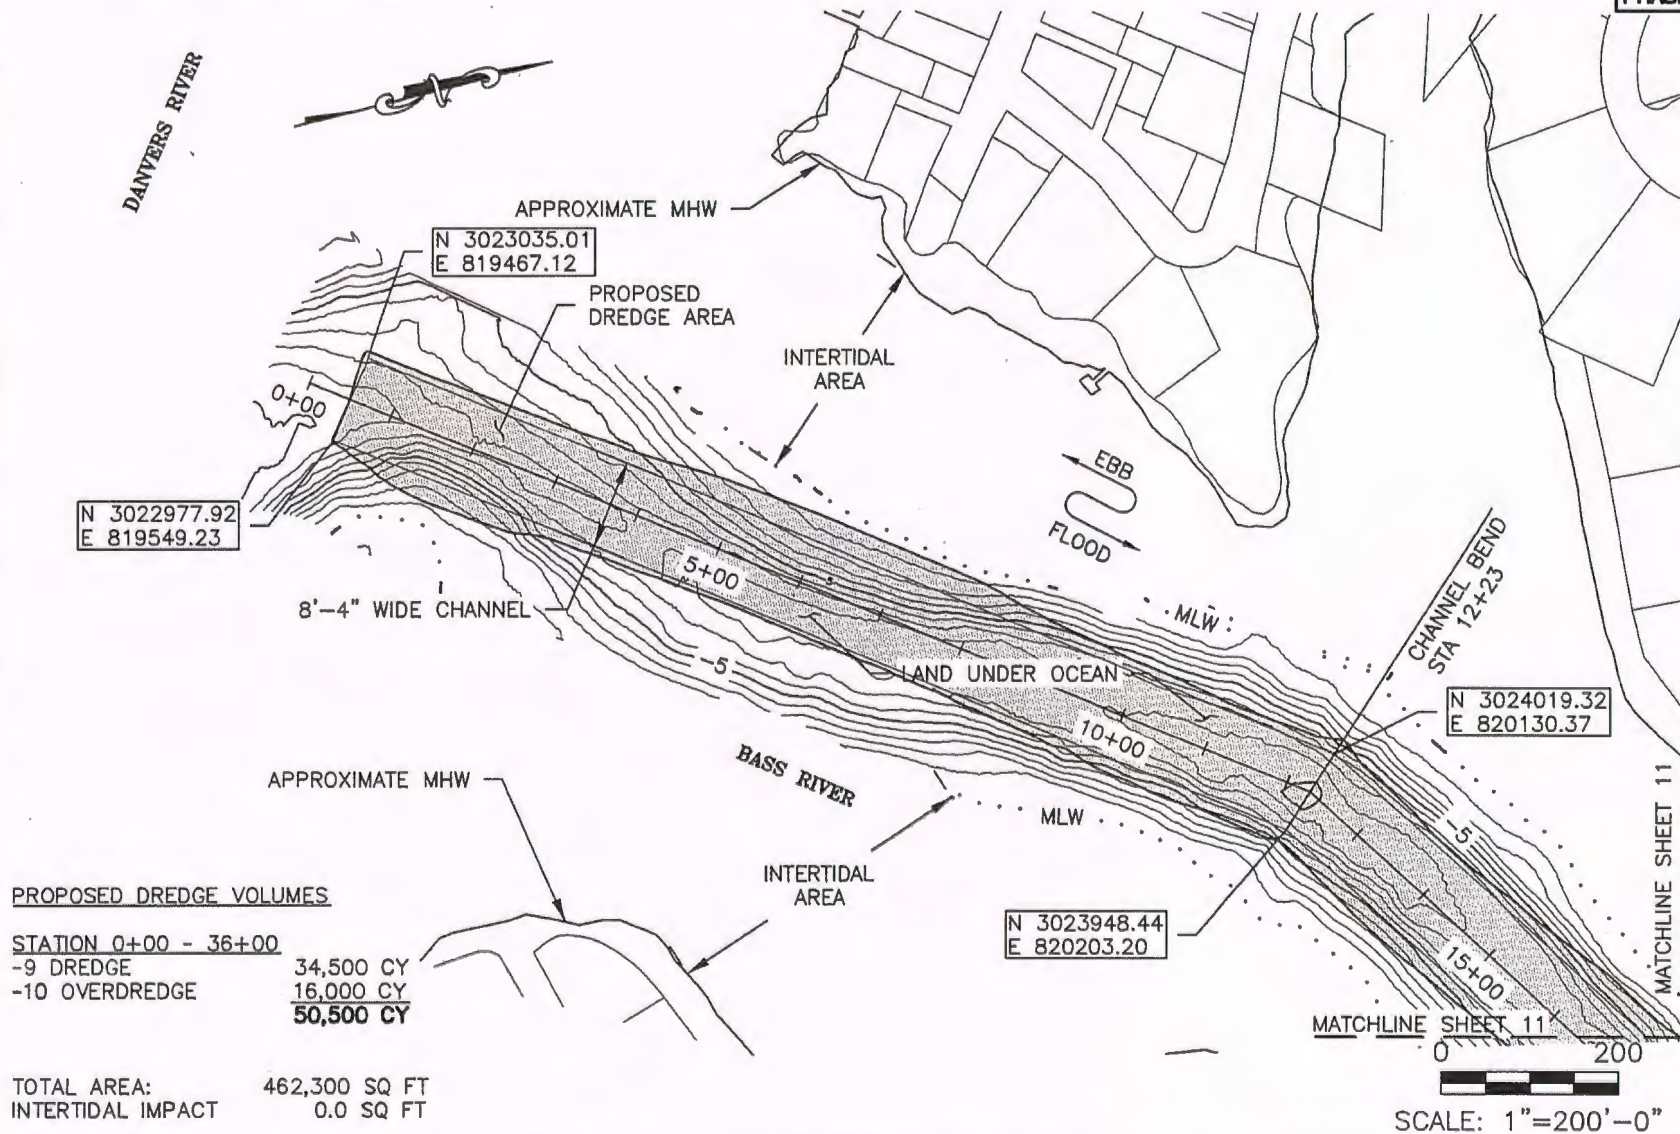 DANVERS RIVER
APPROXIMATE MHW
N 3023035.01
E 819467.12
PROPOSED
DREDGE AREA
INTERTIDAL
AREA
0+00
EBB
FLOOD
N 3022977.92
E 819549.23
8'-4" WIDE CHANNEL
5+00
-5
LAND UNDER OCEAN
MLW
CHANNEL BEND
STA 12+23
N 3024019.32
E 820130.37
10+00
BASS RIVER
APPROXIMATE MHW
MLW
-5
INTERTIDAL
AREA
N 3023948.44
E 820203.20
15+00
MATCHLINE SHEET 11
MATCHLINE SHEET 11
PROPOSED DREDGE VOLUMES
STATION 0+00 - 36+00
-9 DREDGE 34,500 CY
-10 OVERDREDGE 16,000 CY
50,500 CY
TOTAL AREA: 462,300 SQ FT
INTERTIDAL IMPACT 0.0 SQ FT
0 200
SCALE: 1"=200'-0"